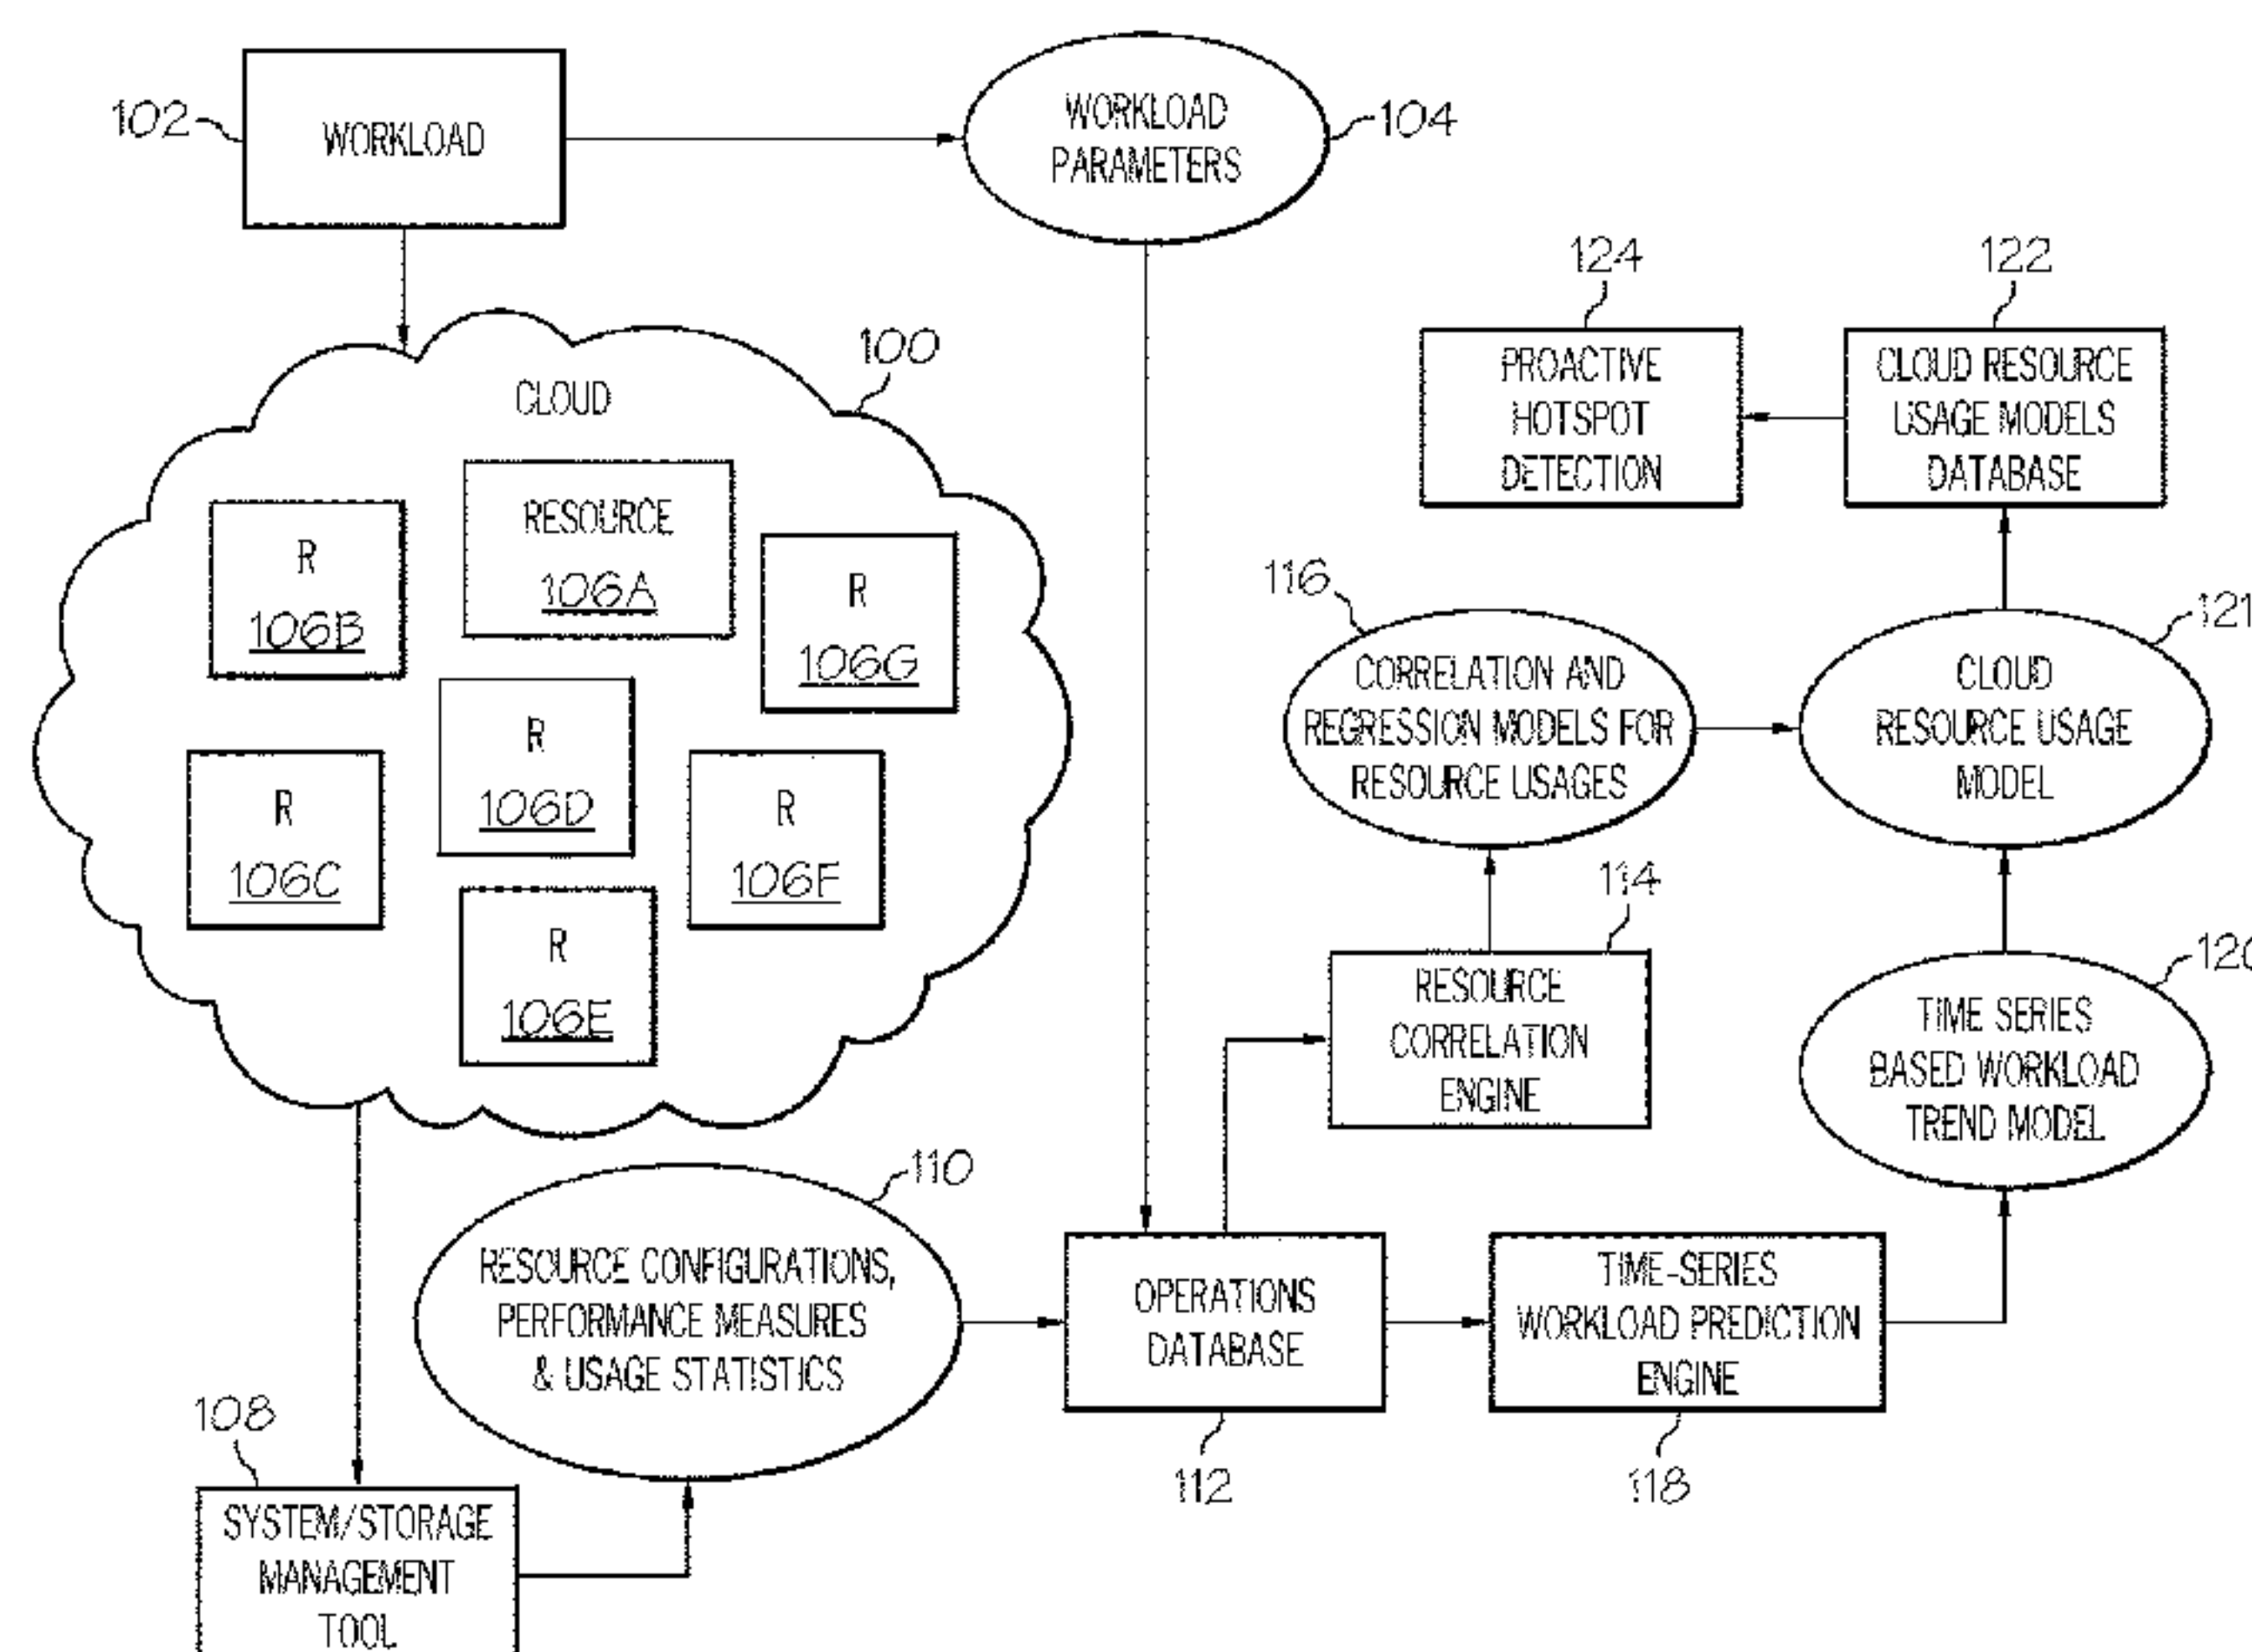 102
WORKLOAD
WORKLOAD
PARAMETERS
104
100
CLOUD
RESOURCE
106A
R
106B
R
106G
R
106D
R
106C
R
106F
R
106E
124
PROACTIVE
HOTSPOT
DETECTION
122
CLOUD RESOURCE
USAGE MODELS
DATABASE
116
CORRELATION AND
REGRESSION MODELS FOR
RESOURCE USAGES
121
CLOUD
RESOURCE USAGE
MODEL
114
RESOURCE
CORRELATION
ENGINE
TIME SERIES
BASED WORKLOAD
TREND MODEL
110
RESOURCE CONFIGURATIONS,
PERFORMANCE MEASURES
& USAGE STATISTICS
OPERATIONS
DATABASE
112
TIME-SERIES
WORKLOAD PREDICTION
ENGINE
118
108
SYSTEM/STORAGE
MANAGEMENT
TOOL